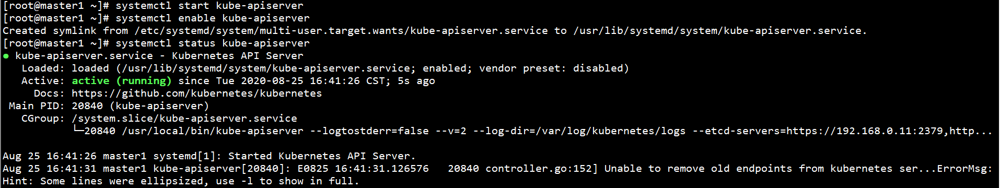 [root@master1 ~]# systemctl start kube-apiserver
[root@master1 ~]# systemctl enable kube-apiserver
Created symlink from /etc/systemd/system/multi-user.target.wants/kube-apiserver.service to /usr/lib/systemd/system/kube-apiserver.service.
[root@master1 ~]# systemctl status kube-apiserver
● kube-apiserver.service - Kubernetes API Server
   Loaded: loaded (/usr/lib/systemd/system/kube-apiserver.service; enabled; vendor preset: disabled)
   Active: active (running) since Tue 2020-08-25 16:41:26 CST; 5s ago
     Docs: https://github.com/kubernetes/kubernetes
 Main PID: 20840 (kube-apiserver)
   CGroup: /system.slice/kube-apiserver.service
           └─20840 /usr/local/bin/kube-apiserver --logtostderr=false --v=2 --log-dir=/var/log/kubernetes/logs --etcd-servers=https://192.168.0.11:2379,http...
Aug 25 16:41:26 master1 systemd[1]: Started Kubernetes API Server.
Aug 25 16:41:31 master1 kube-apiserver[20840]: E0825 16:41:31.126576   20840 controller.go:152] Unable to remove old endpoints from kubernetes ser...ErrorMsg:
Hint: Some lines were ellipsized, use -l to show in full.